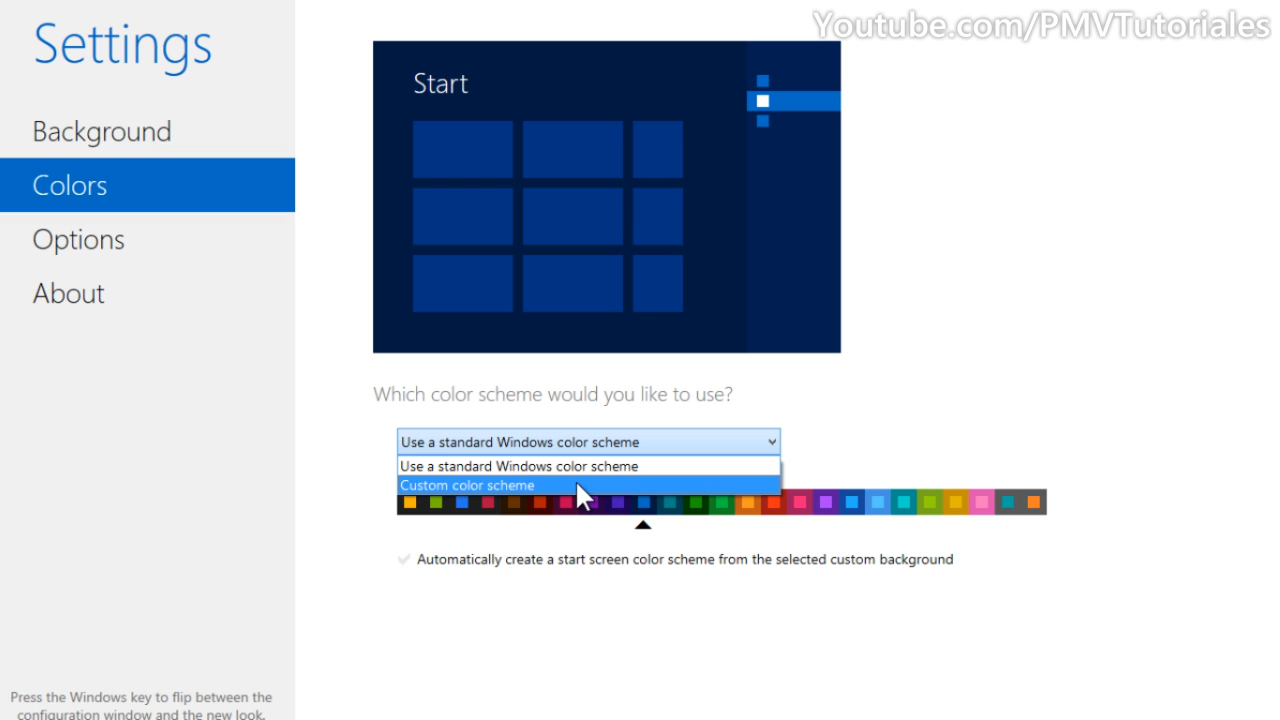 Youtube.com/PMVTutoriales
Settings
Background
Colors
Options
About
Start
Which color scheme would you like to use?
Use a standard Windows color scheme
Use a standard Windows color scheme
Custom color scheme
Automatically create a start screen color scheme from the selected custom background
Press the Windows key to flip between the
configuration window and the new look.